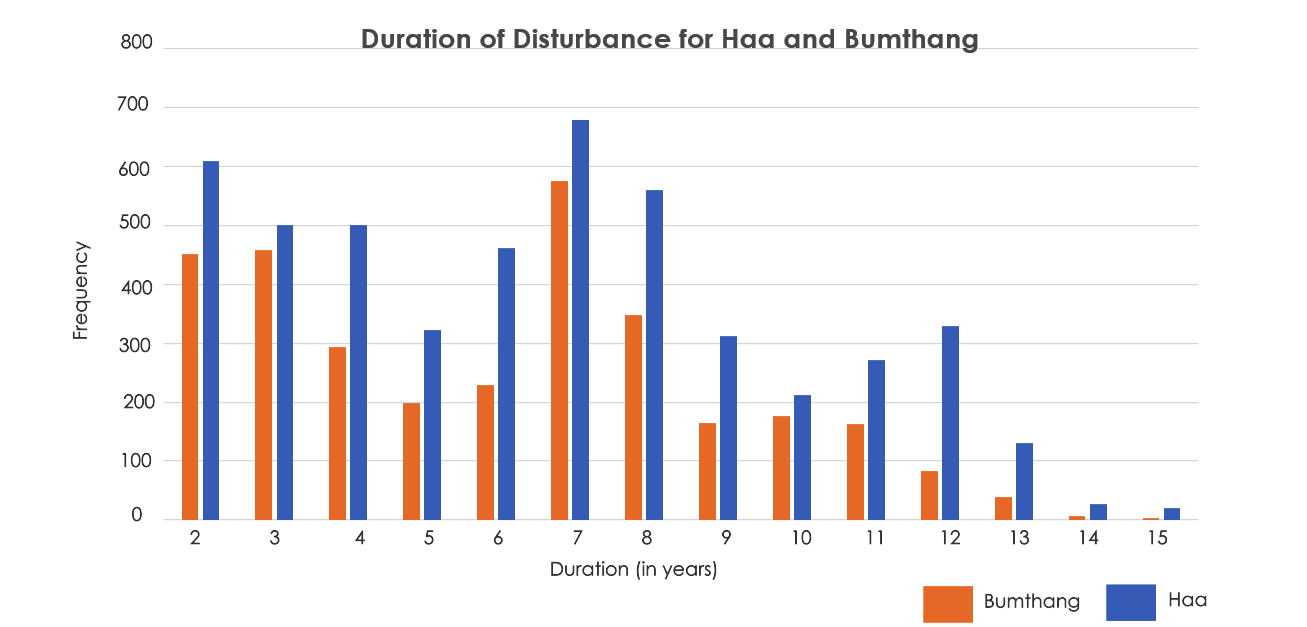 Duration of Disturbance for Haa and Bumthang
800
700
600
500
400
300
200
100
0
Frequency
2 3 4 5 6 7 8 9 10 11 12 13 14 15
Duration (in years)
Bumthang Haa